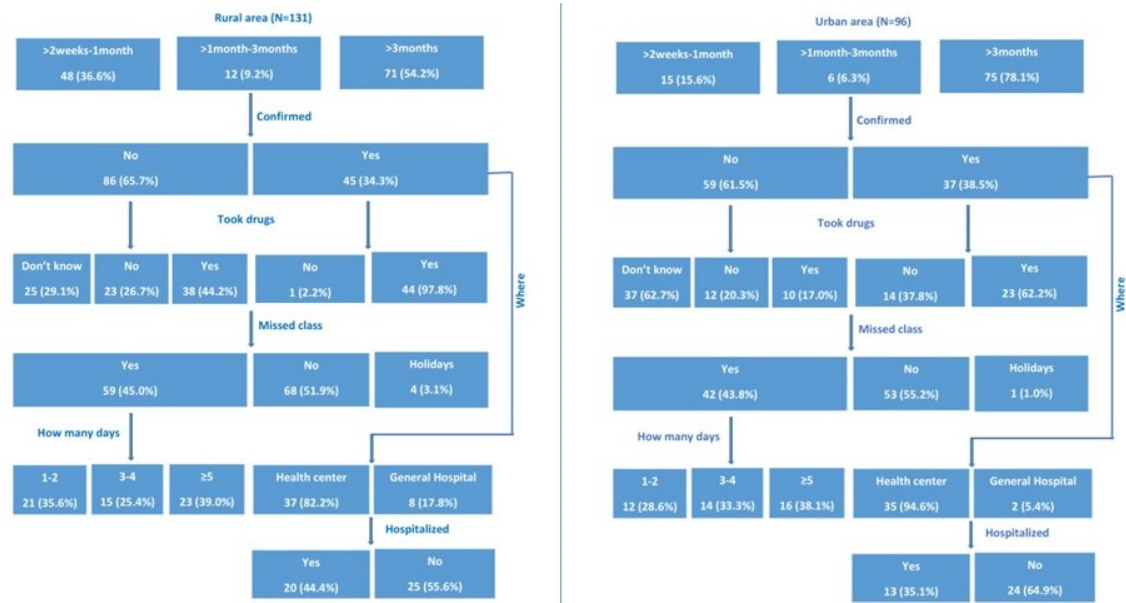 Rural area (N=131)
>2weeks-1month
48 (36.6%)
>1month-3months
12 (9.2%)
>3months
71 (54.2%)
Confirmed
No
86 (65.7%)
Yes
45 (34.3%)
Took drugs
Don't know
25 (29.1%)
No
23 (26.7%)
Yes
38 (44.2%)
No
1 (2.2%)
Yes
44 (97.8%)
Where
Missed class
Yes
59 (45.0%)
No
68 (51.9%)
Holidays
4 (3.1%)
How many days
1-2
21 (35.6%)
3-4
15 (25.4%)
≥5
23 (39.0%)
Health center
37 (82.2%)
General Hospital
8 (17.8%)
Hospitalized
Yes
20 (44.4%)
No
25 (55.6%)
Urban area (N=96)
>2weeks-1month
15 (15.6%)
>1month-3months
6 (6.3%)
>3months
75 (78.1%)
Confirmed
No
59 (61.5%)
Yes
37 (38.5%)
Took drugs
Don't know
37 (62.7%)
No
12 (20.3%)
Yes
10 (17.0%)
No
14 (37.8%)
Yes
23 (62.2%)
Where
Missed class
Yes
42 (43.8%)
No
53 (55.2%)
Holidays
1 (1.0%)
How many days
1-2
12 (28.6%)
3-4
14 (33.3%)
≥5
16 (38.1%)
Health center
35 (94.6%)
General Hospital
2 (5.4%)
Hospitalized
Yes
13 (35.1%)
No
24 (64.9%)